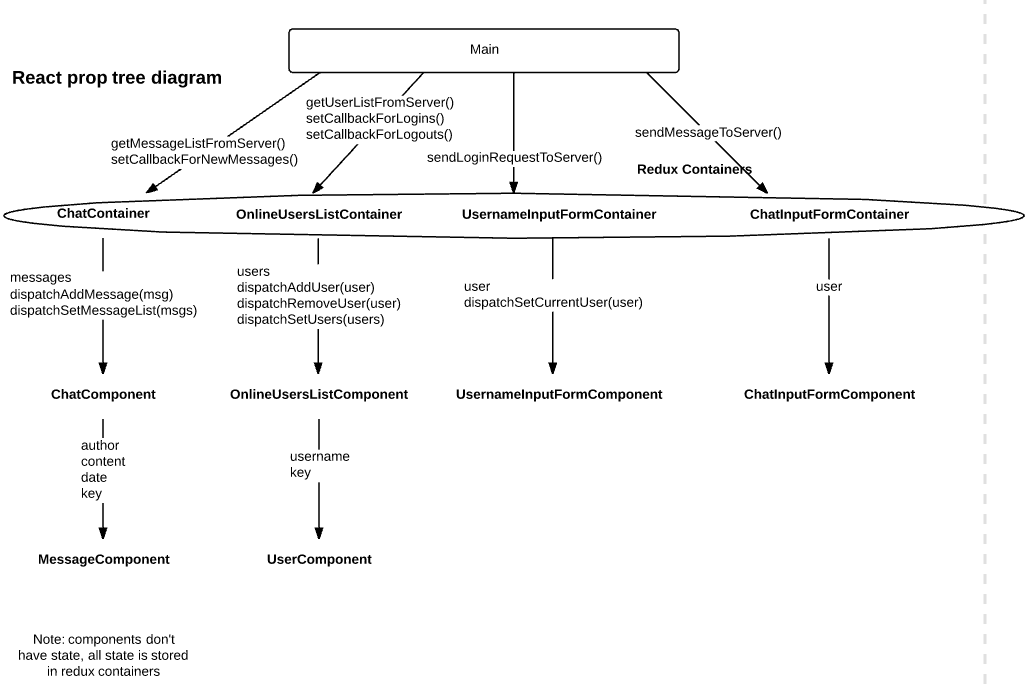 Main
React prop tree diagram
getUserListFromServer()
setCallbackForLogins()
setCallbackForLogouts()
getMessageListFromServer()
setCallbackForNewMessages()
sendLoginRequestToServer()
sendMessageToServer()
Redux Containers
ChatContainer
OnlineUsersListContainer
UsernameInputFormContainer
ChatInputFormContainer
messages
dispatchAddMessage(msg)
dispatchSetMessageList(msgs)
users
dispatchAddUser(user)
dispatchRemoveUser(user)
dispatchSetUsers(users)
user
dispatchSetCurrentUser(user)
user
ChatComponent
OnlineUsersListComponent
UsernameInputFormComponent
ChatInputFormComponent
author
content
date
key
username
key
MessageComponent
UserComponent
Note: components don't
have state, all state is stored
in redux containers